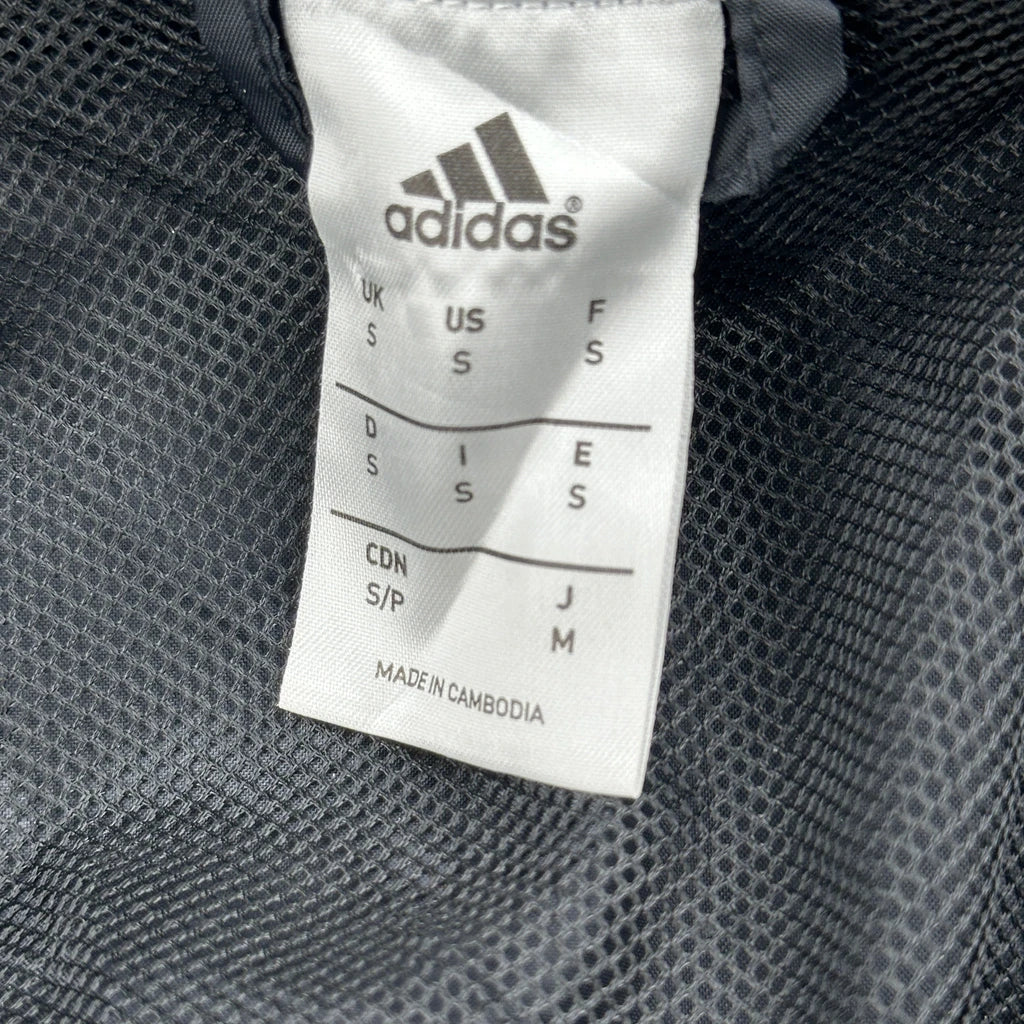 adidas®
UK US F
S S S
D I E
S S S
CDN J
S/P M
MADE IN CAMBODIA